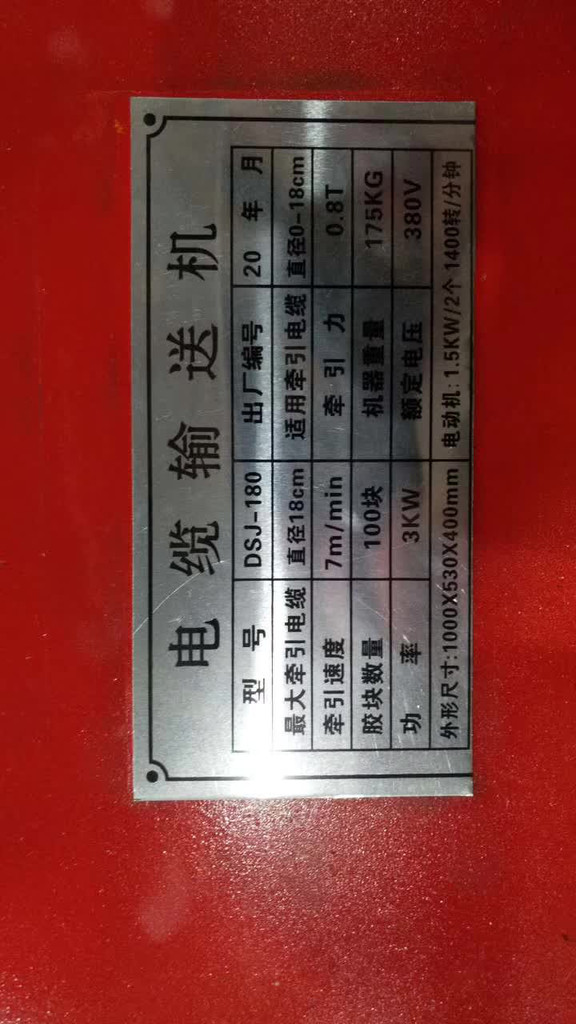 电缆输送机
型号 DSJ-180 出厂编号 20 年 月
最大牵引电缆 直径18cm 适用牵引电缆 直径0-18cm
牵引速度 7m/min 牵引力 0.8T
胶块数量 100块 机器重量 175KG
功率 3KW 额定电压 380V
外形尺寸:1000X530X400mm 电动机:1.5KW/2个 1400转/分钟